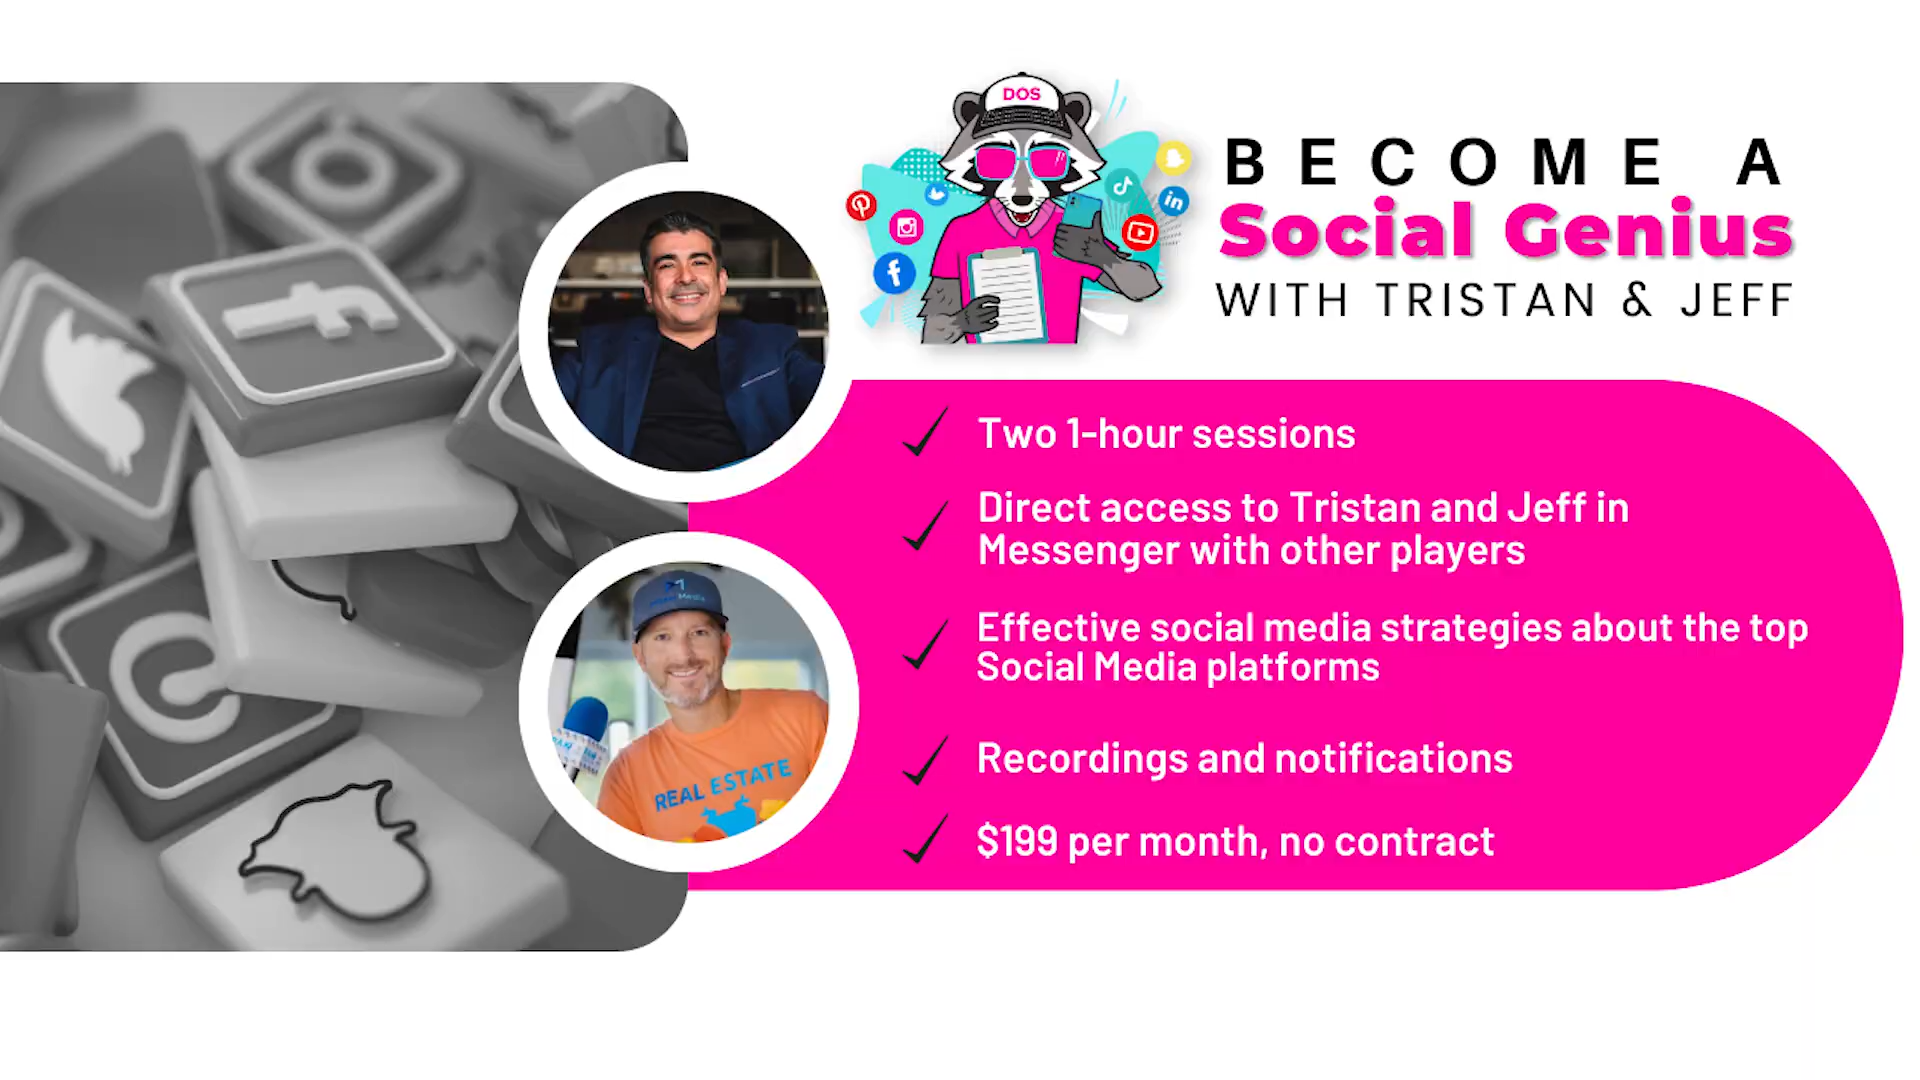 DOS
BECOME A
Social Genius
WITH TRISTAN & JEFF
Two 1-hour sessions
Direct access to Tristan and Jeff in
Messenger with other players
Effective social media strategies about the top
Social Media platforms
Recordings and notifications
$199 per month, no contract
REAL ESTATE